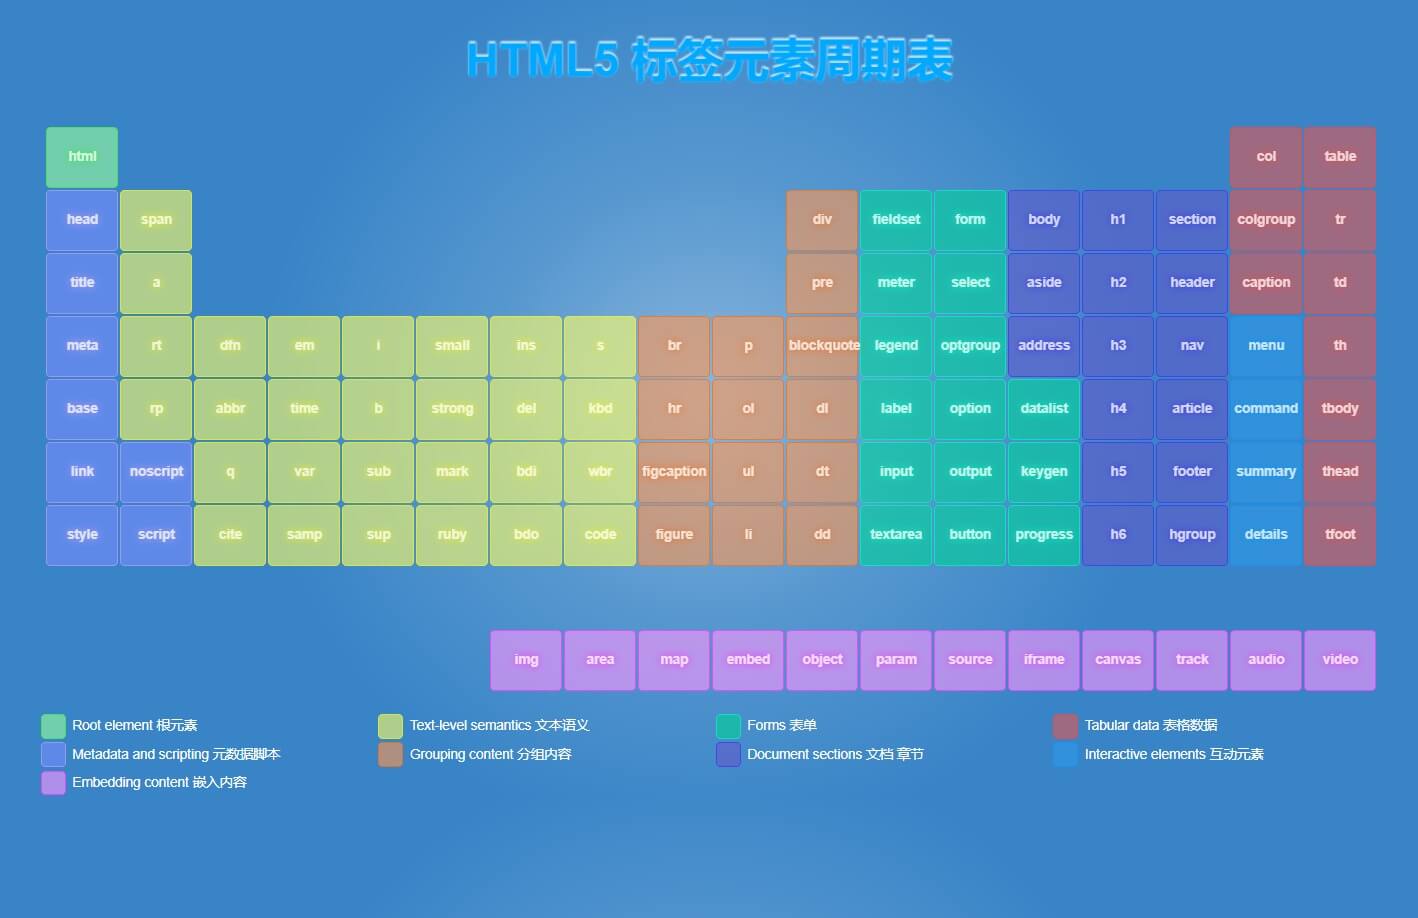 HTML5 标签元素周期表
html col table
head span div fieldset form body h1 section colgroup tr
title a pre meter select aside h2 header caption td
meta rt dfn em i small ins s br p blockquote legend optgroup address h3 nav menu th
base rp abbr time b strong del kbd hr ol dl label option datalist h4 article command tbody
link noscript q var sub mark bdi wbr figcaption ul dt input output keygen h5 footer summary thead
style script cite samp sup ruby bdo code figure li dd textarea button progress h6 hgroup details tfoot
img area map embed object param source iframe canvas track audio video
Root element 根元素 Text-level semantics 文本语义 Forms 表单 Tabular data 表格数据
Metadata and scripting 元数据脚本 Grouping content 分组内容 Document sections 文档 章节 Interactive elements 互动元素
Embedding content 嵌入内容